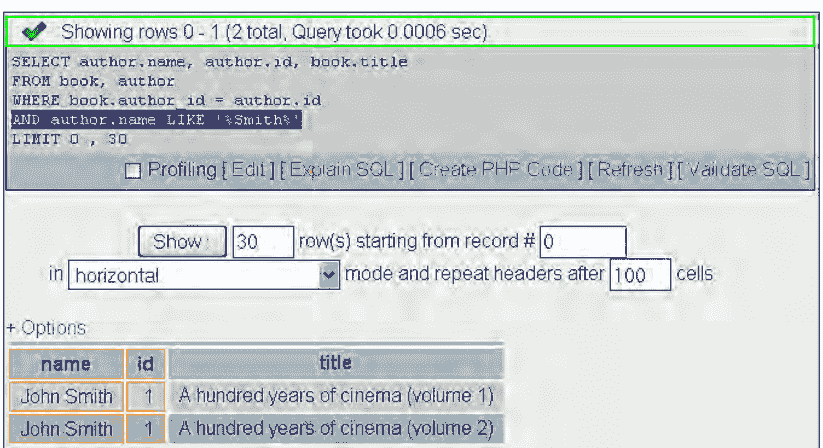 Showing rows 0 - 1 (2 total, Query took 0.0006 sec)
SELECT author.name, author.id, book.title
FROM book, author
WHERE book.author_id = author.id
AND author.name LIKE '%Smith%'
LIMIT 0 , 30
Profiling [ Edit ] [ Explain SQL ] [ Create PHP Code ] [ Refresh ] [ Validate SQL ]
Show : 30 row(s) starting from record # 0
in horizontal mode and repeat headers after 100 cells
+ Options
name id title
John Smith 1 A hundred years of cinema (volume 1)
John Smith 1 A hundred years of cinema (volume 2)